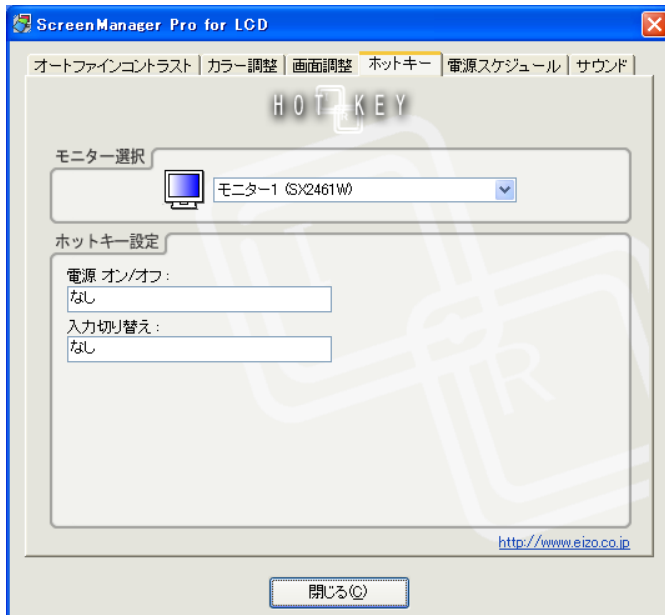 ScreenManager Pro for LCD
オートファインコントラスト カラー調整 画面調整 ホットキー 電源スケジュール サウンド
HOT KEY
モニター選択
モニター1 (SX2461W)
ホットキー設定
電源 オン/オフ :
なし
入力切り替え :
なし
http://www.eizo.co.jp
閉じる(C)